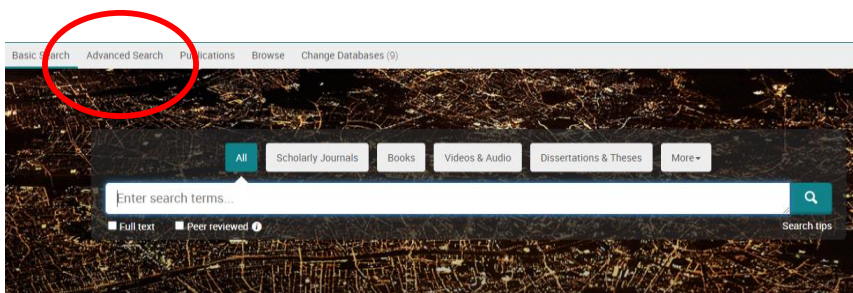 Basic Search Advanced Search Publications Browse Change Databases (9)
All Scholarly Journals Books Videos & Audio Dissertations & Theses More
Enter search terms...
Full text Peer reviewed Search tips